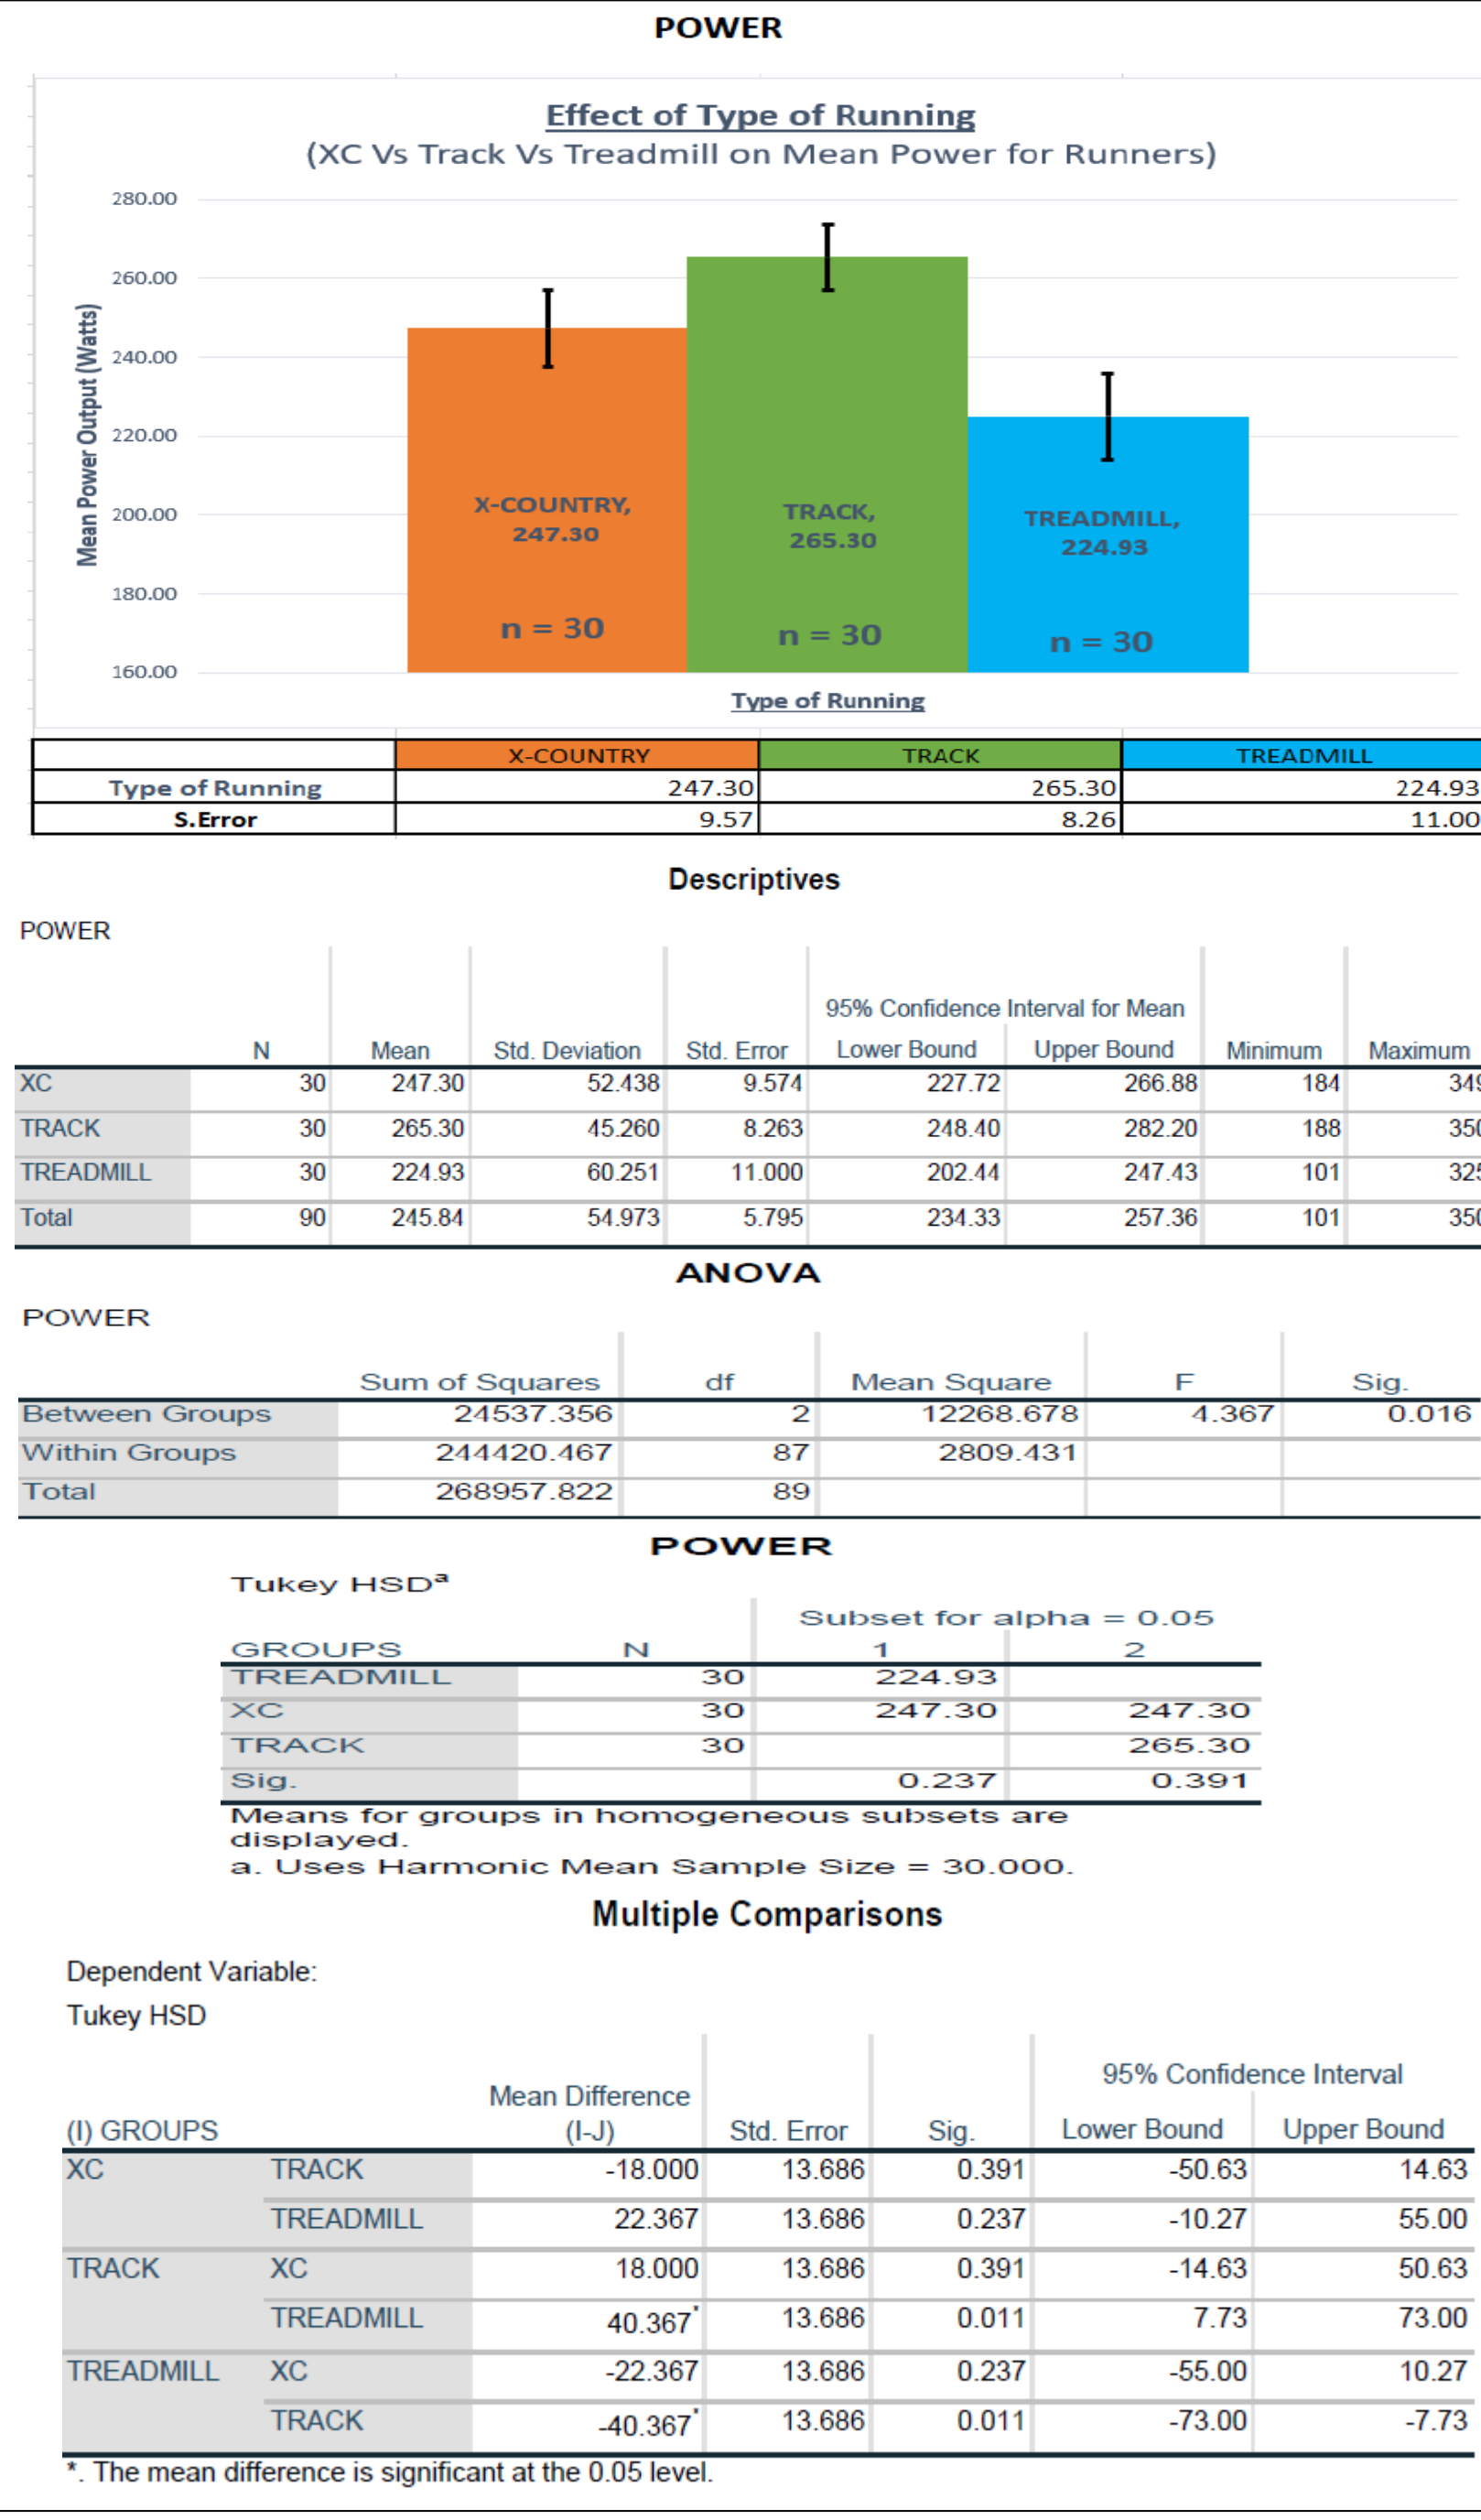 POWER
Effect of Type of Running
(XC Vs Track Vs Treadmill on Mean Power for Runners)
Mean Power Output (Watts)
280.00
260.00
240.00
220.00
200.00
180.00
160.00
X-COUNTRY,
247.30
n = 30
TRACK,
265.30
n = 30
TREADMILL,
224.93
n = 30
Type of Running
X-COUNTRY TRACK TREADMILL
Type of Running 247.30 265.30 224.93
S.Error 9.57 8.26 11.00
Descriptives
POWER
95% Confidence Interval for Mean
N Mean Std. Deviation Std. Error Lower Bound Upper Bound Minimum Maximum
XC 30 247.30 52.438 9.574 227.72 266.88 184 349
TRACK 30 265.30 45.260 8.263 248.40 282.20 188 350
TREADMILL 30 224.93 60.251 11.000 202.44 247.43 101 325
Total 90 245.84 54.973 5.795 234.33 257.36 101 350
ANOVA
POWER
Sum of Squares df Mean Square F Sig.
Between Groups 24537.356 2 12268.678 4.367 0.016
Within Groups 244420.467 87 2809.431
Total 268957.822 89
POWER
Tukey HSDª
Subset for alpha = 0.05
GROUPS N 1 2
TREADMILL 30 224.93
XC 30 247.30 247.30
TRACK 30 265.30
Sig. 0.237 0.391
Means for groups in homogeneous subsets are
displayed.
a. Uses Harmonic Mean Sample Size = 30.000.
Multiple Comparisons
Dependent Variable:
Tukey HSD
95% Confidence Interval
Mean Difference
(I) GROUPS (I-J) Std. Error Sig. Lower Bound Upper Bound
XC TRACK -18.000 13.686 0.391 -50.63 14.63
TREADMILL 22.367 13.686 0.237 -10.27 55.00
TRACK XC 18.000 13.686 0.391 -14.63 50.63
TREADMILL 40.367* 13.686 0.011 7.73 73.00
TREADMILL XC -22.367 13.686 0.237 -55.00 10.27
TRACK -40.367* 13.686 0.011 -73.00 -7.73
*. The mean difference is significant at the 0.05 level.